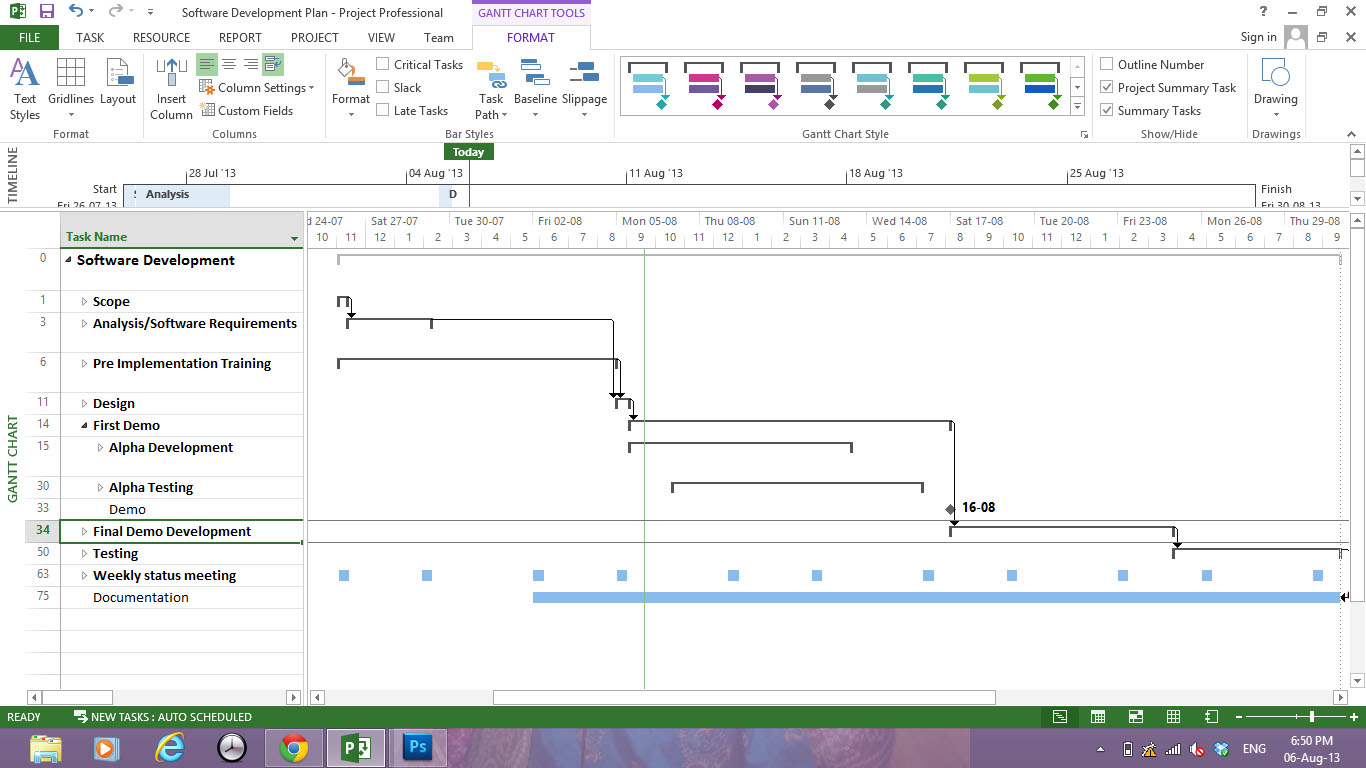 Software Development Plan - Project Professional
GANTT CHART TOOLS
?
FILE TASK RESOURCE REPORT PROJECT VIEW Team FORMAT
Sign in
Text Styles
Gridlines
Layout
Format
Insert Column
Column Settings
Custom Fields
Columns
Format
Critical Tasks
Slack
Late Tasks
Task Path
Baseline
Slippage
Bar Styles
Gantt Chart Style
Outline Number
Project Summary Task
Summary Tasks
Show/Hide
Drawing
Drawings
TIMELINE
Today
28 Jul '13 04 Aug '13 11 Aug '13 18 Aug '13 25 Aug '13
Start
Fri 26-07-13
Analysis
D
Finish
Fri 30-08-13
GANTT CHART
Task Name
d 24-07 Sat 27-07 Tue 30-07 Fri 02-08 Mon 05-08 Thu 08-08 Sun 11-08 Wed 14-08 Sat 17-08 Tue 20-08 Fri 23-08 Mon 26-08 Thu 29-08
10 11 12 1 2 3 4 5 6 7 8 9 10 11 12 1 2 3 4 5 6 7 8 9 10 11 12 1 2 3 4 5 6 7 8 9
0 Software Development
1 Scope
3 Analysis/Software Requirements
6 Pre Implementation Training
11 Design
14 First Demo
15 Alpha Development
30 Alpha Testing
33 Demo
16-08
34 Final Demo Development
50 Testing
63 Weekly status meeting
75 Documentation
READY NEW TASKS : AUTO SCHEDULED
Ps
ENG
6:50 PM
06-Aug-13